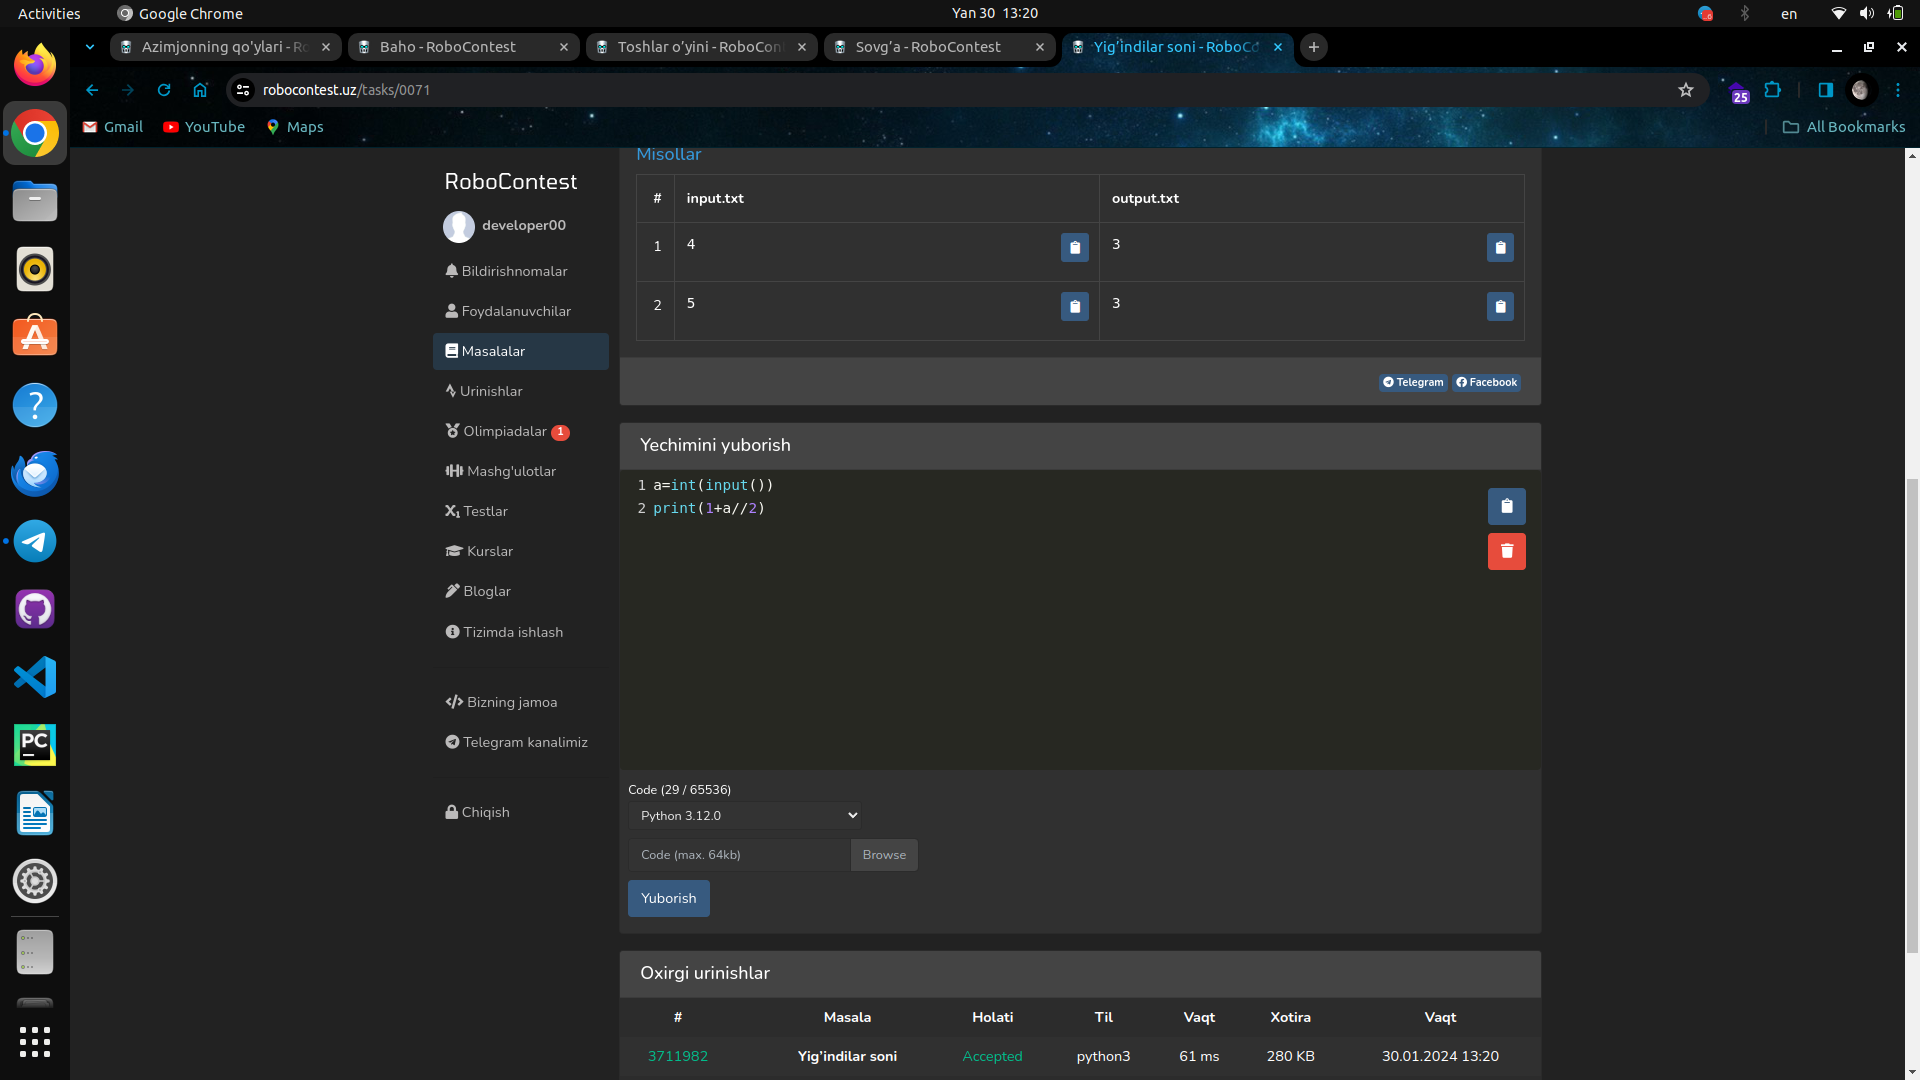 Activities
Google Chrome
Yan 30 13:20
en
Azimjonning qo'ylari - Ro
Baho - RoboContest
Toshlar o'yini - RoboCon
Sovg'a - RoboContest
Yig'indilar soni - RoboCo
robocontest.uz/tasks/0071
25
Gmail
YouTube
Maps
All Bookmarks
RoboContest
developer00
Bildirishnomalar
Foydalanuvchilar
Masalalar
Urinishlar
Olimpiadalar 1
Mashg'ulotlar
Testlar
Kurslar
Bloglar
Tizimda ishlash
Bizning jamoa
Telegram kanalimiz
Chiqish
Misollar
# input.txt output.txt
1 4 3
2 5 3
Telegram Facebook
Yechimini yuborish
1 a=int(input())
2 print(1+a//2)
Code (29 / 65536)
Python 3.12.0
Code (max. 64kb) Browse
Yuborish
Oxirgi urinishlar
# Masala Holati Til Vaqt Xotira Vaqt
3711982 Yig'indilar soni Accepted python3 61 ms 280 KB 30.01.2024 13:20
PC